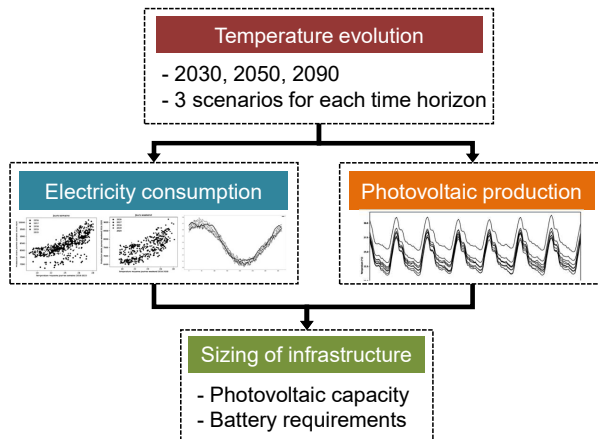 Temperature evolution
- 2030, 2050, 2090
- 3 scenarios for each time horizon
Electricity consumption
Photovoltaic production
Sizing of infrastructure
- Photovoltaic capacity
- Battery requirements